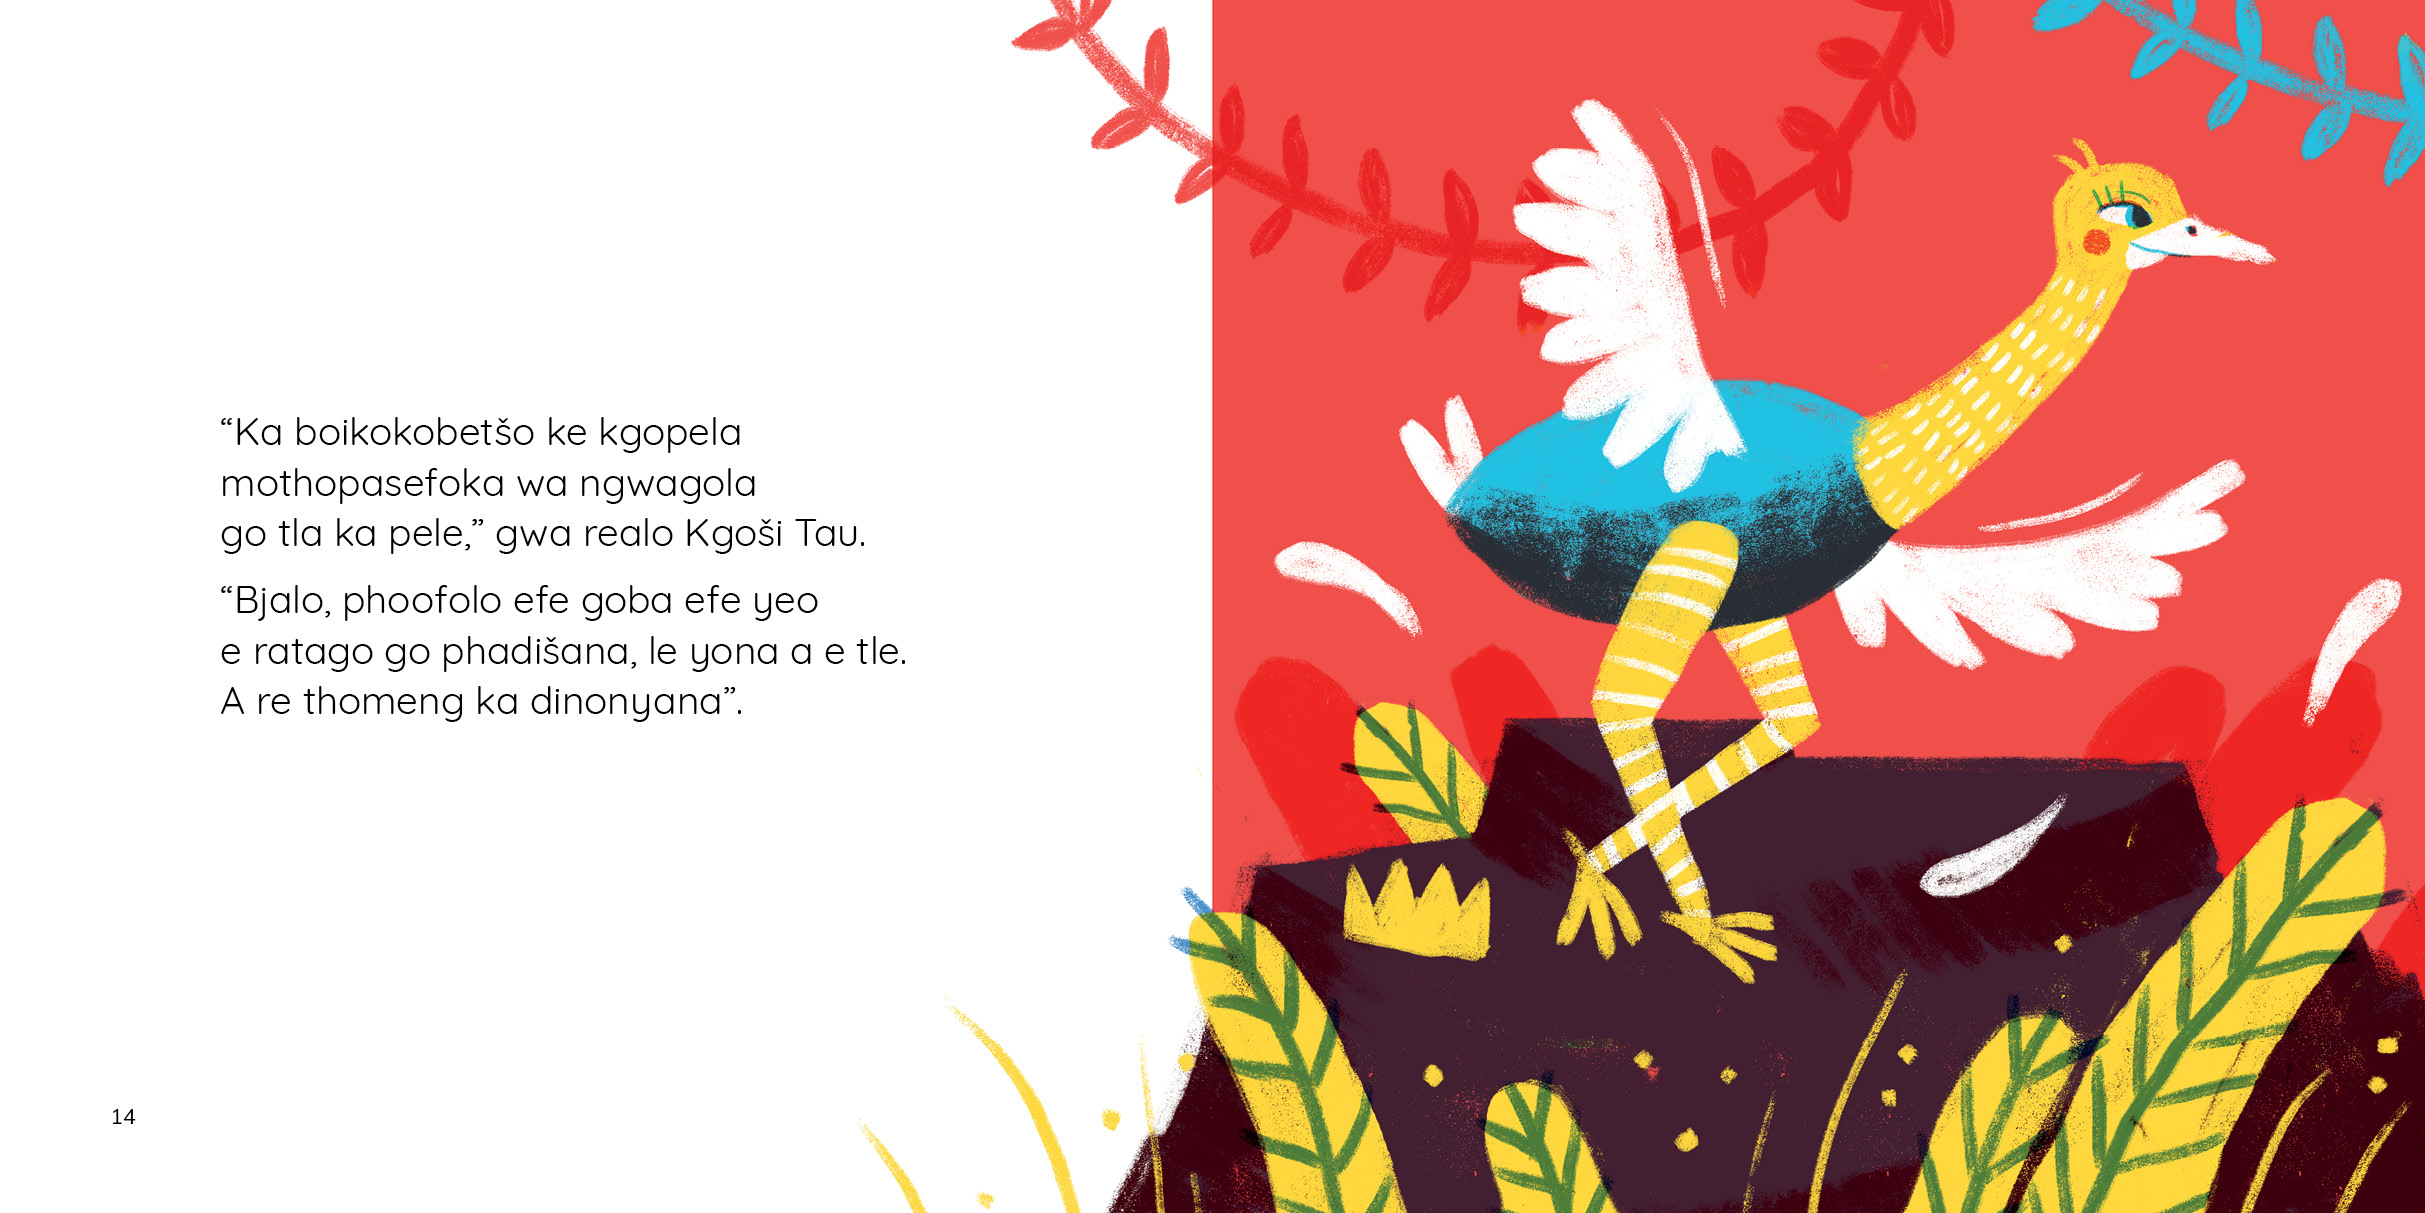 “Ka boikokobetšo ke kgopela
mothopasefoka wa ngwagola
go tla ka pele,” gwa realo Kgoši Tau.
“Bjalo, phoofolo efe goba efe yeo
e ratago go phadišana, le yona a e tle.
A re thomeng ka dinonyana”.
14